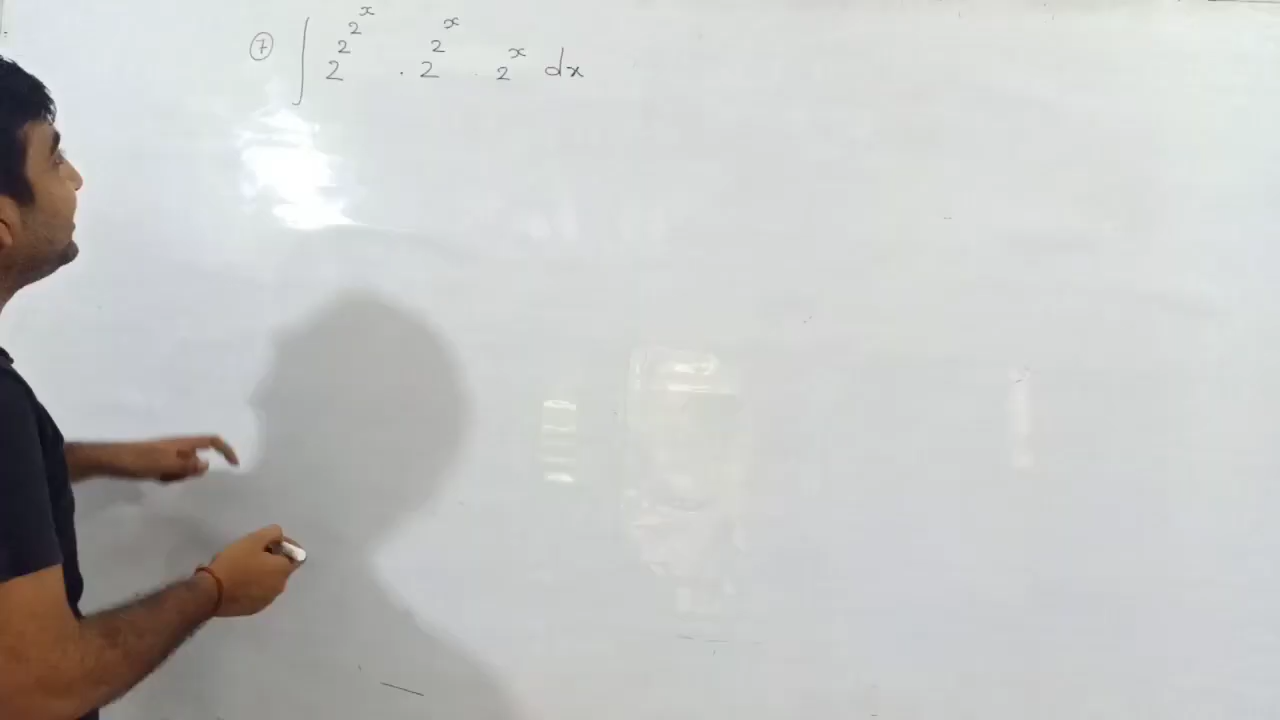 ⑦ ∫ 2^{2^{2^x}} . 2^{2^x} . 2^x dx